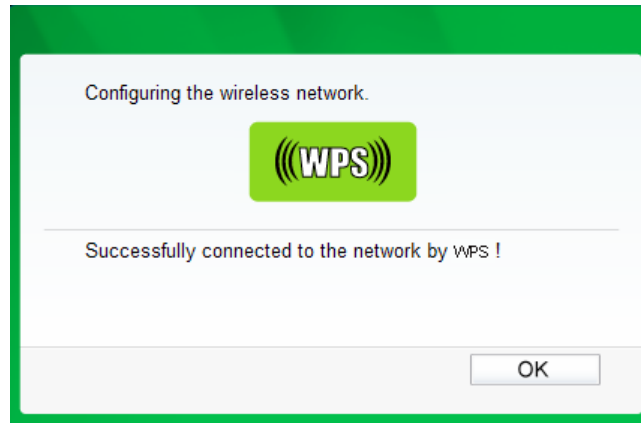 Configuring the wireless network.
(((WPS)))
Successfully connected to the network by WPS !
OK